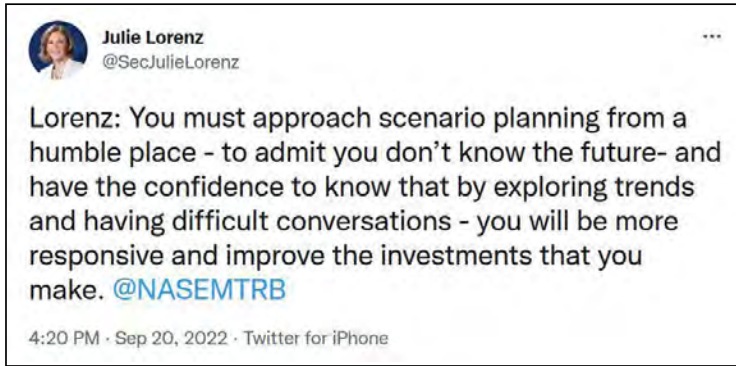 Julie Lorenz
@SecJulieLorenz
Lorenz: You must approach scenario planning from a
humble place - to admit you don’t know the future- and
have the confidence to know that by exploring trends
and having difficult conversations - you will be more
responsive and improve the investments that you
make. @NASEMTRB
4:20 PM · Sep 20, 2022 · Twitter for iPhone